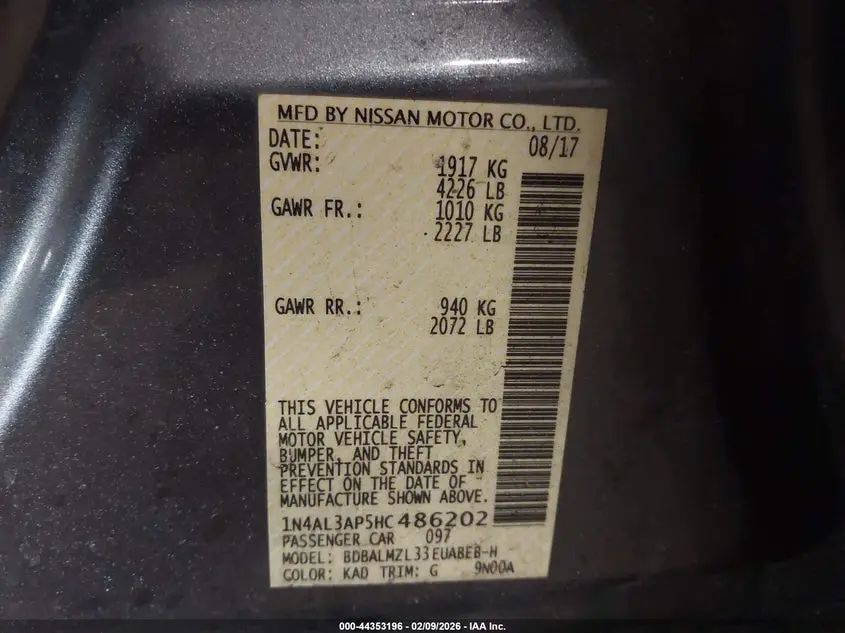 MFD BY NISSAN MOTOR CO., LTD.
DATE: 08/17
GVWR: 1917 KG
4226 LB
GAWR FR.: 1010 KG
2227 LB
GAWR RR.: 940 KG
2072 LB
THIS VEHICLE CONFORMS TO
ALL APPLICABLE FEDERAL
MOTOR VEHICLE SAFETY,
BUMPER, AND THEFT
PREVENTION STANDARDS IN
EFFECT ON THE DATE OF
MANUFACTURE SHOWN ABOVE.
1N4AL3AP5HC486202
PASSENGER CAR 097
MODEL: BDBALMZL33EUABEB-H
COLOR: KAD TRIM: G 9N00A
000-44353196 - 02/09/2026 - IAA Inc.